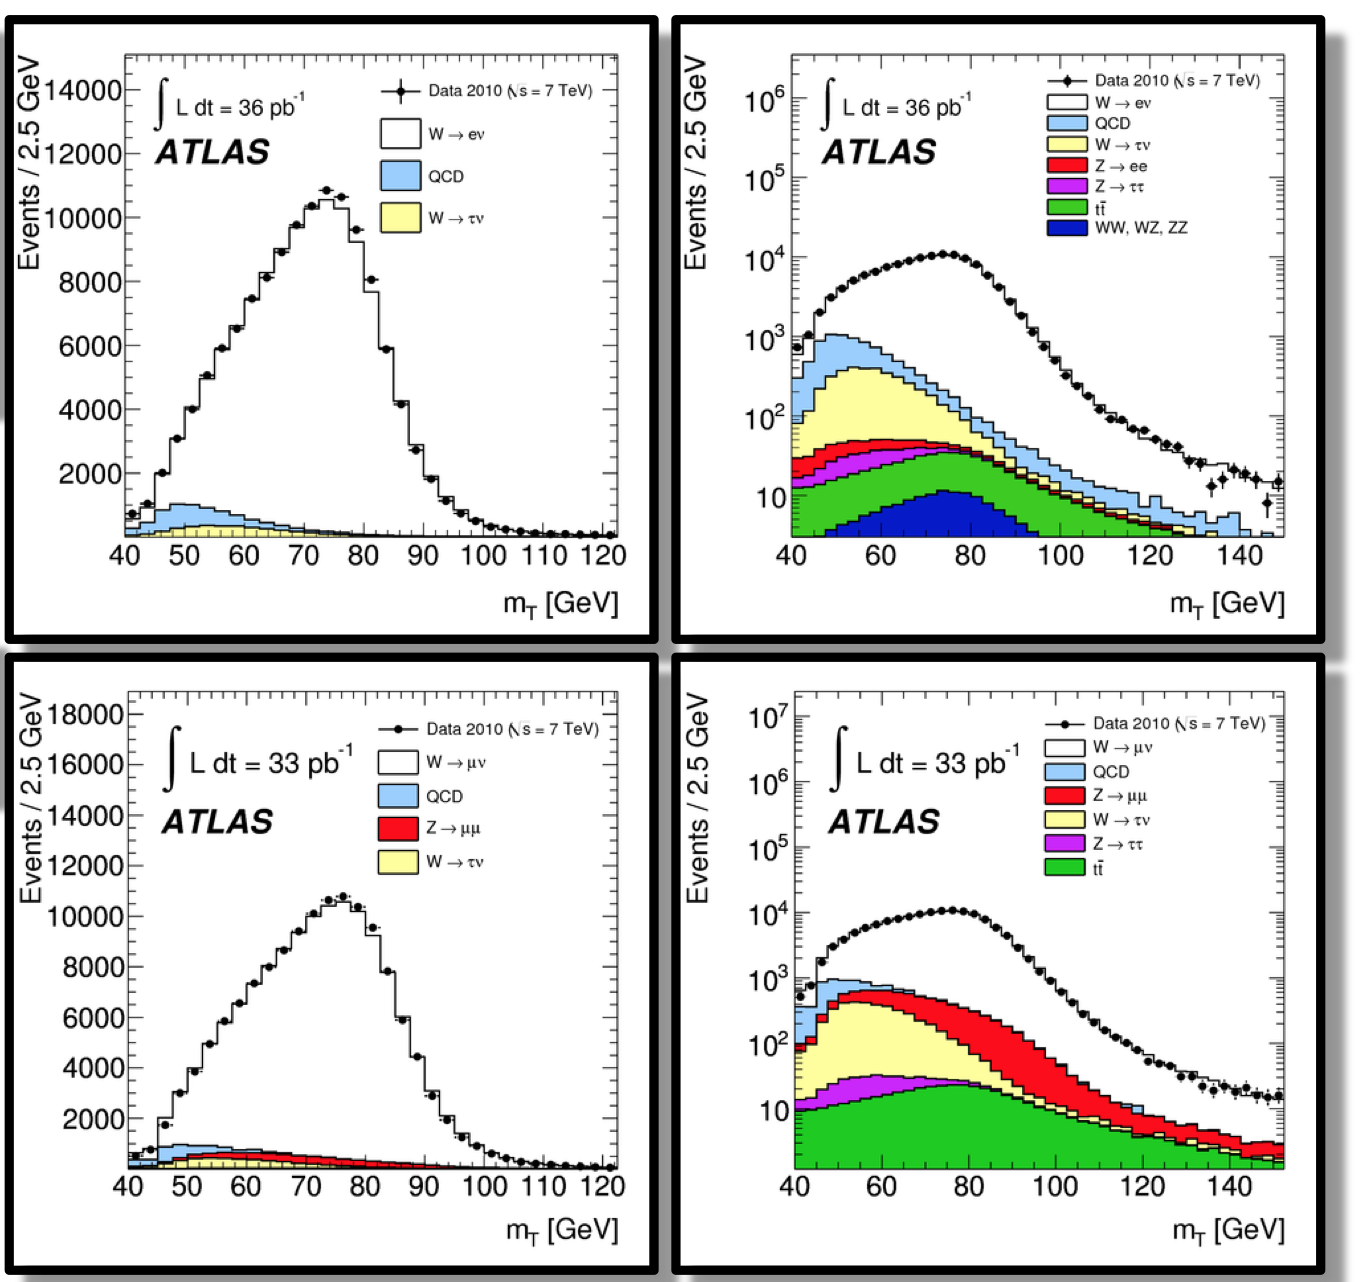 Events / 2.5 GeV
14000
12000
10000
8000
6000
4000
2000
∫ L dt = 36 pb⁻¹
ATLAS
Data 2010 (√s = 7 TeV)
W → eν
QCD
W → τν
40 50 60 70 80 90 100 110 120
m_T [GeV]
Events / 2.5 GeV
10⁶
10⁵
10⁴
10³
10²
10
∫ L dt = 36 pb⁻¹
ATLAS
Data 2010 (√s = 7 TeV)
W → eν
QCD
W → τν
Z → ee
Z → ττ
tt̄
WW, WZ, ZZ
40 60 80 100 120 140
m_T [GeV]
Events / 2.5 GeV
18000
16000
14000
12000
10000
8000
6000
4000
2000
∫ L dt = 33 pb⁻¹
ATLAS
Data 2010 (√s = 7 TeV)
W → μν
QCD
Z → μμ
W → τν
40 50 60 70 80 90 100 110 120
m_T [GeV]
Events / 2.5 GeV
10⁷
10⁶
10⁵
10⁴
10³
10²
10
∫ L dt = 33 pb⁻¹
ATLAS
Data 2010 (√s = 7 TeV)
W → μν
QCD
Z → μμ
W → τν
Z → ττ
tt̄
40 60 80 100 120 140
m_T [GeV]